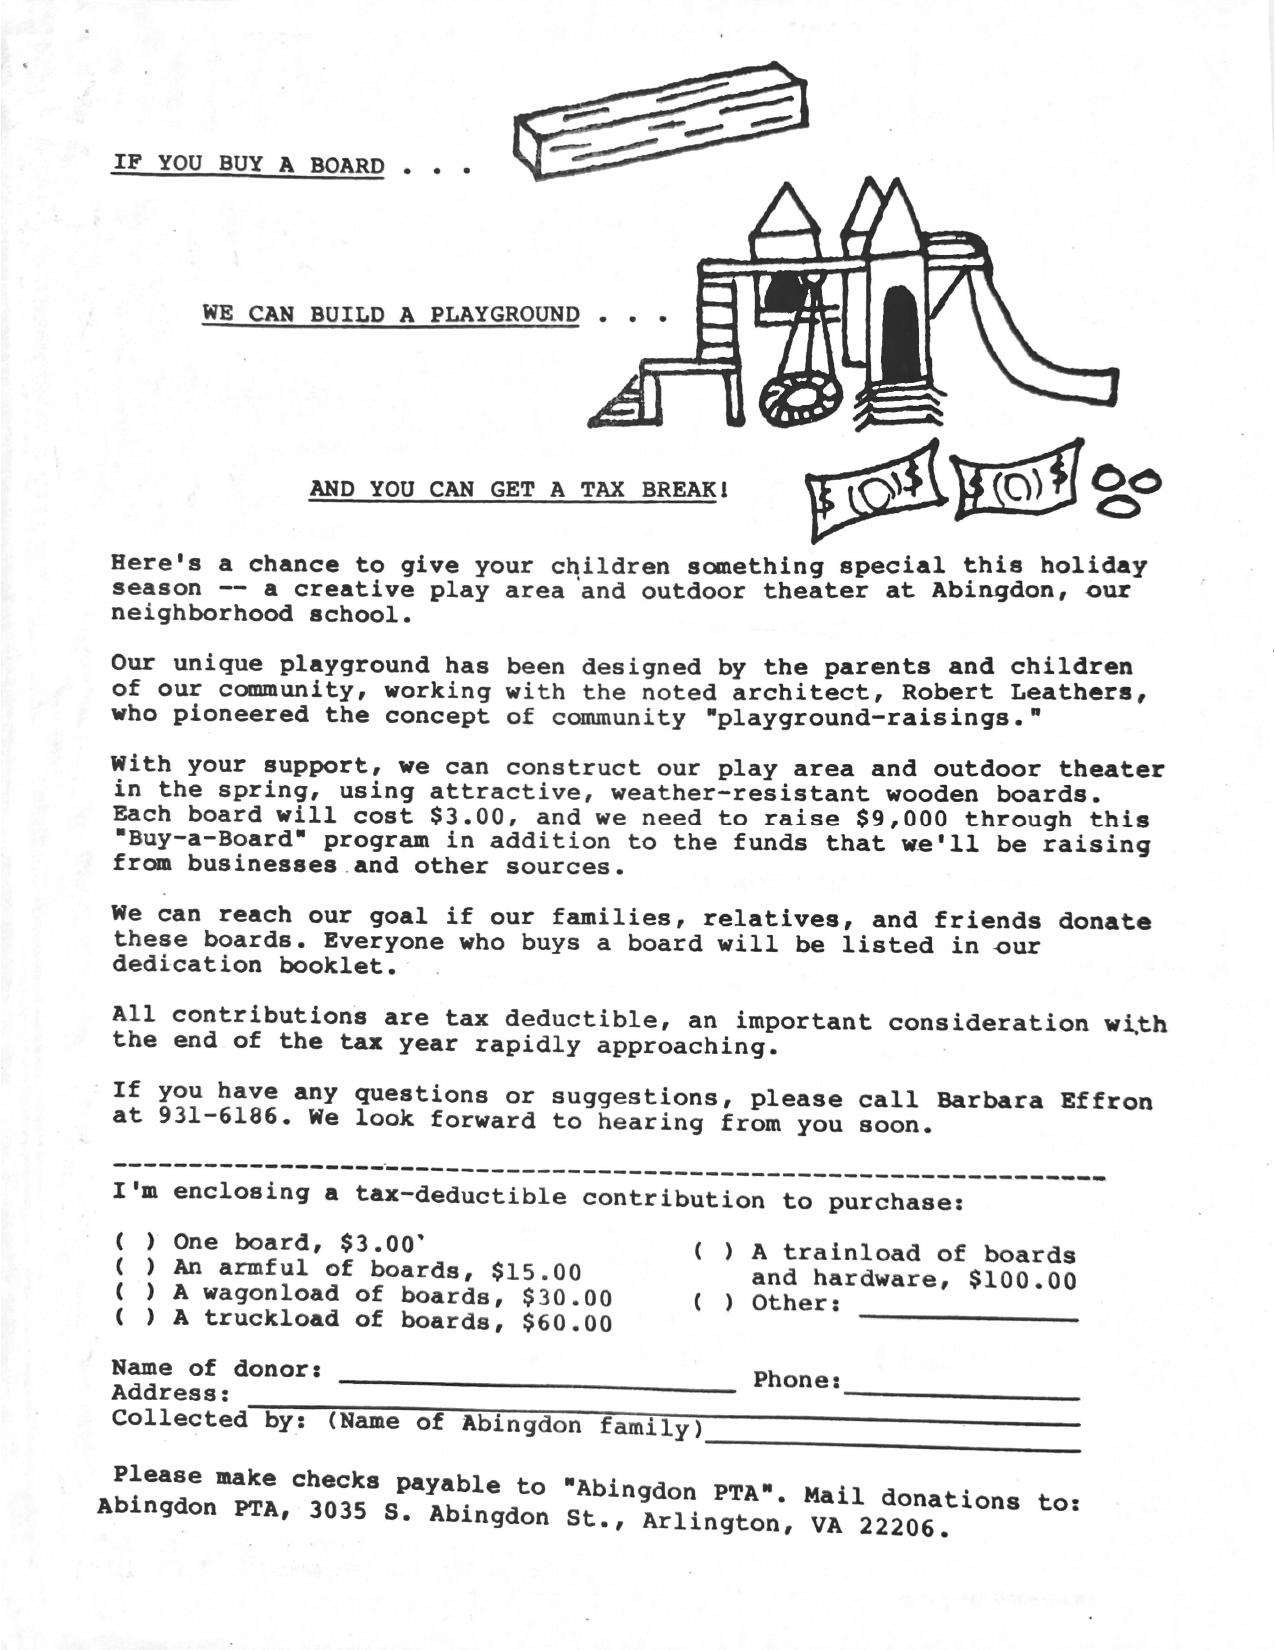 IF YOU BUY A BOARD . . .
WE CAN BUILD A PLAYGROUND . . .
AND YOU CAN GET A TAX BREAK!
Here's a chance to give your children something special this holiday
season -- a creative play area and outdoor theater at Abingdon, our
neighborhood school.
Our unique playground has been designed by the parents and children
of our community, working with the noted architect, Robert Leathers,
who pioneered the concept of community "playground-raisings."
With your support, we can construct our play area and outdoor theater
in the spring, using attractive, weather-resistant wooden boards.
Each board will cost $3.00, and we need to raise $9,000 through this
"Buy-a-Board" program in addition to the funds that we'll be raising
from businesses and other sources.
We can reach our goal if our families, relatives, and friends donate
these boards. Everyone who buys a board will be listed in our
dedication booklet.
All contributions are tax deductible, an important consideration with
the end of the tax year rapidly approaching.
If you have any questions or suggestions, please call Barbara Effron
at 931-6186. We look forward to hearing from you soon.
I'm enclosing a tax-deductible contribution to purchase:
( ) One board, $3.00
( ) An armful of boards, $15.00
( ) A wagonload of boards, $30.00
( ) A truckload of boards, $60.00
( ) A trainload of boards
and hardware, $100.00
( ) Other:
Name of donor: Phone:
Address:
Collected by: (Name of Abingdon family)
Please make checks payable to "Abingdon PTA". Mail donations to:
Abingdon PTA, 3035 S. Abingdon St., Arlington, VA 22206.